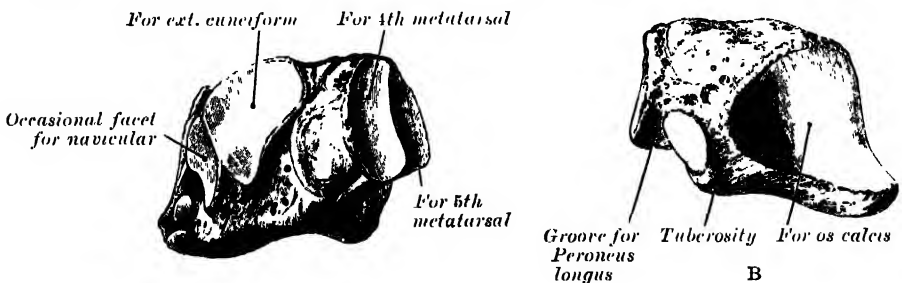 For ext. cuneiform
For 4th metatarsal
Occasional facet
for navicular
For 5th
metatarsal
Groove for
Peroneus
longus
Tuberosity
For os calcis
B